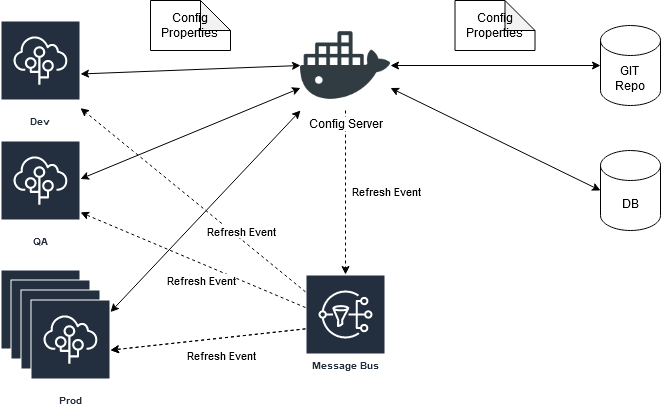 Config
Properties
Config
Properties
GIT
Repo
Dev
Config Server
QA
DB
Refresh Event
Refresh Event
Refresh Event
Refresh Event
Message Bus
Prod